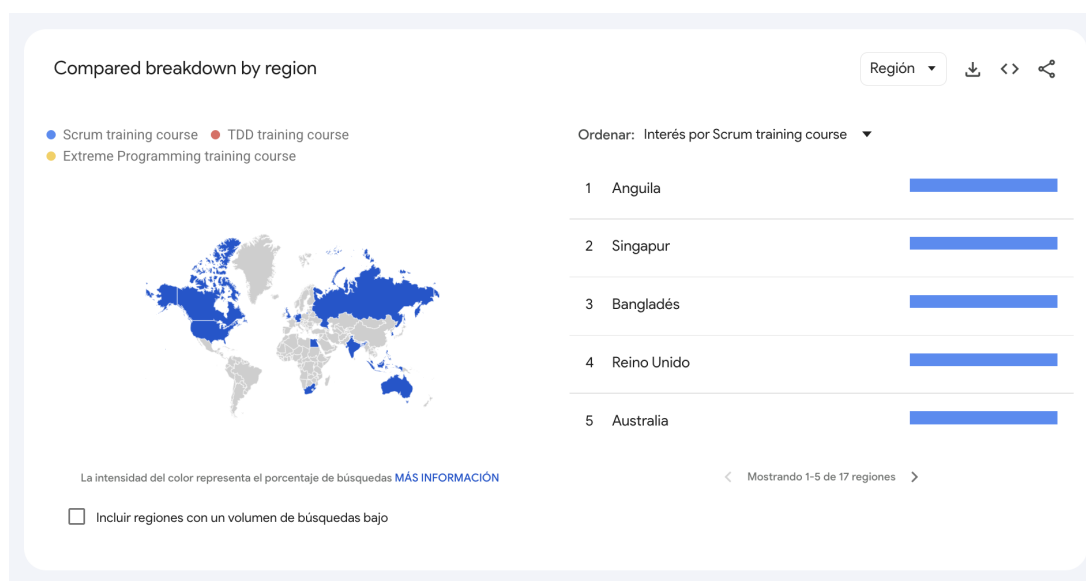 Compared breakdown by region
Región
Scrum training course
TDD training course
Extreme Programming training course
Ordenar: Interés por Scrum training course
1 Anguila
2 Singapur
3 Bangladés
4 Reino Unido
5 Australia
La intensidad del color representa el porcentaje de búsquedas MÁS INFORMACIÓN
Mostrando 1-5 de 17 regiones
Incluir regiones con un volumen de búsquedas bajo